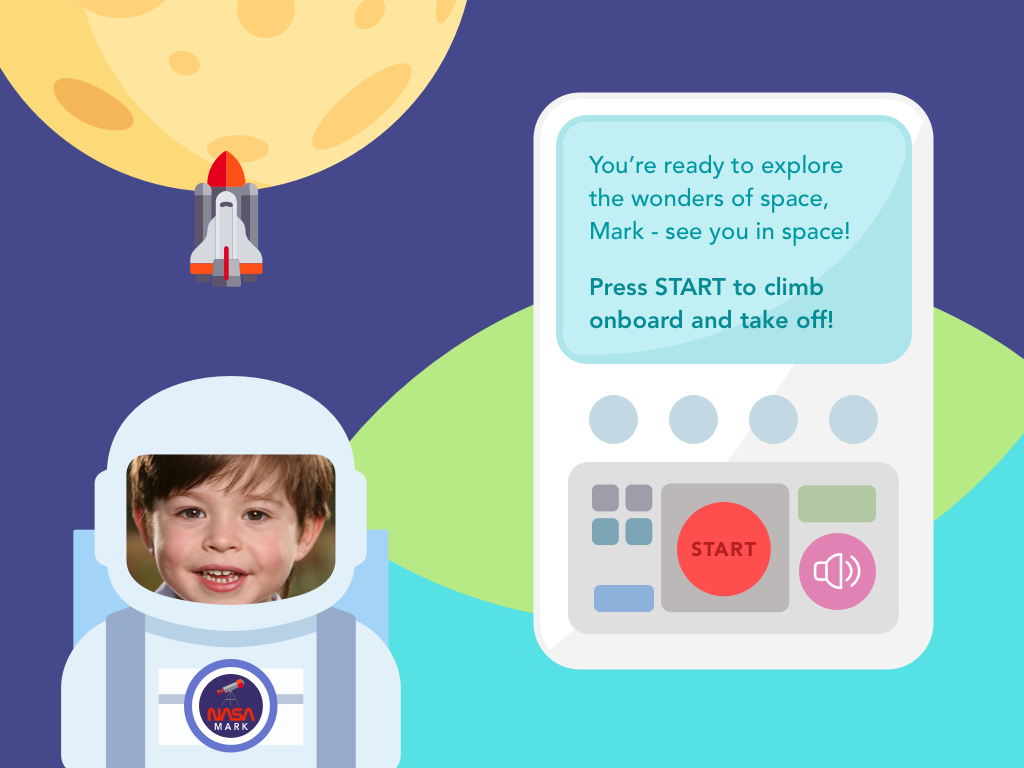 You’re ready to explore
the wonders of space,
Mark - see you in space!
Press START to climb
onboard and take off!
START
NASA
MARK